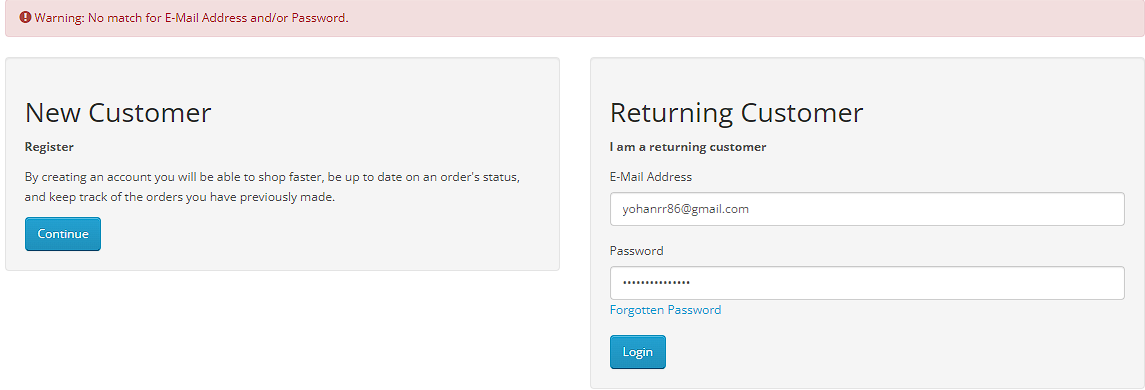 Warning: No match for E-Mail Address and/or Password.
New Customer
Register
By creating an account you will be able to shop faster, be up to date on an order's status,
and keep track of the orders you have previously made.
Continue
Returning Customer
I am a returning customer
E-Mail Address
yohanrr86@gmail.com
Password
•••••••••••••••
Forgotten Password
Login